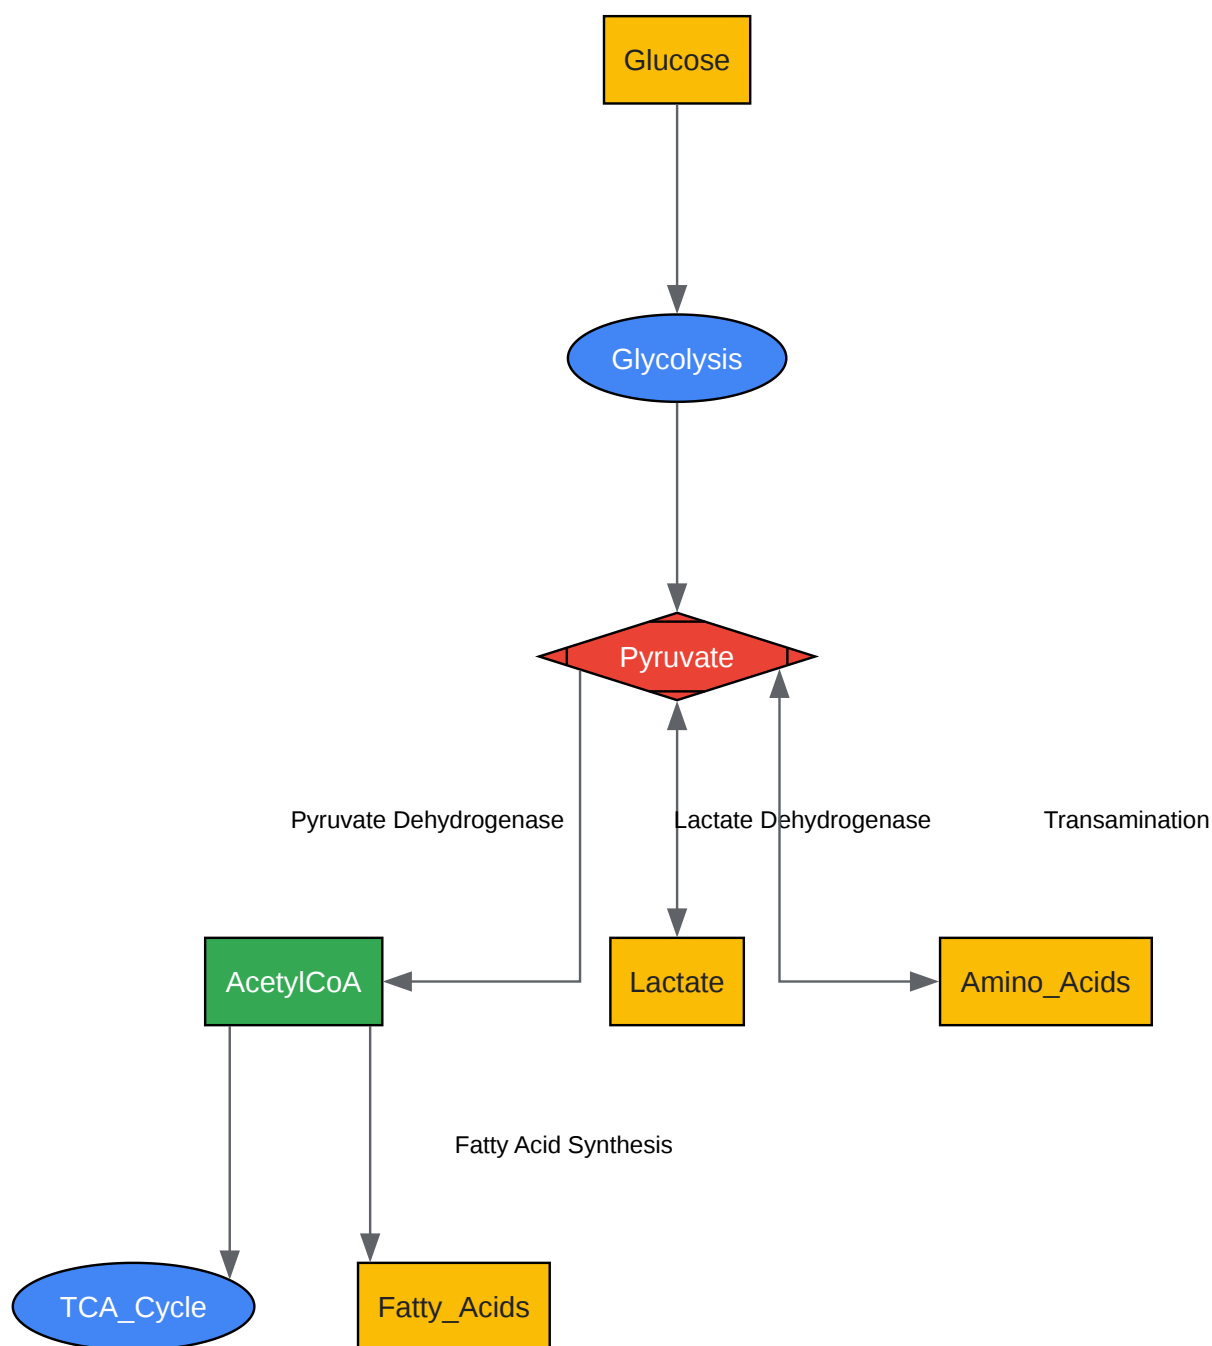 Glucose
Glycolysis
Pyruvate
Pyruvate Dehydrogenase
Lactate Dehydrogenase
Transamination
AcetylCoA
Lactate
Amino_Acids
Fatty Acid Synthesis
TCA_Cycle
Fatty_Acids